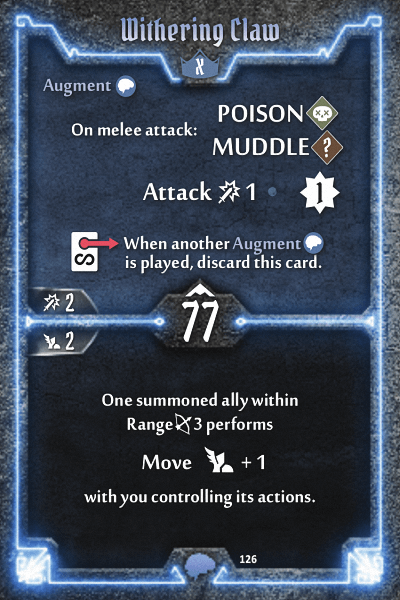 Withering Claw
X
Augment
On melee attack:
POISON
MUDDLE ?
Attack 1
1
When another Augment
is played, discard this card.
2
77
2
One summoned ally within
Range 3 performs
Move + 1
with you controlling its actions.
126